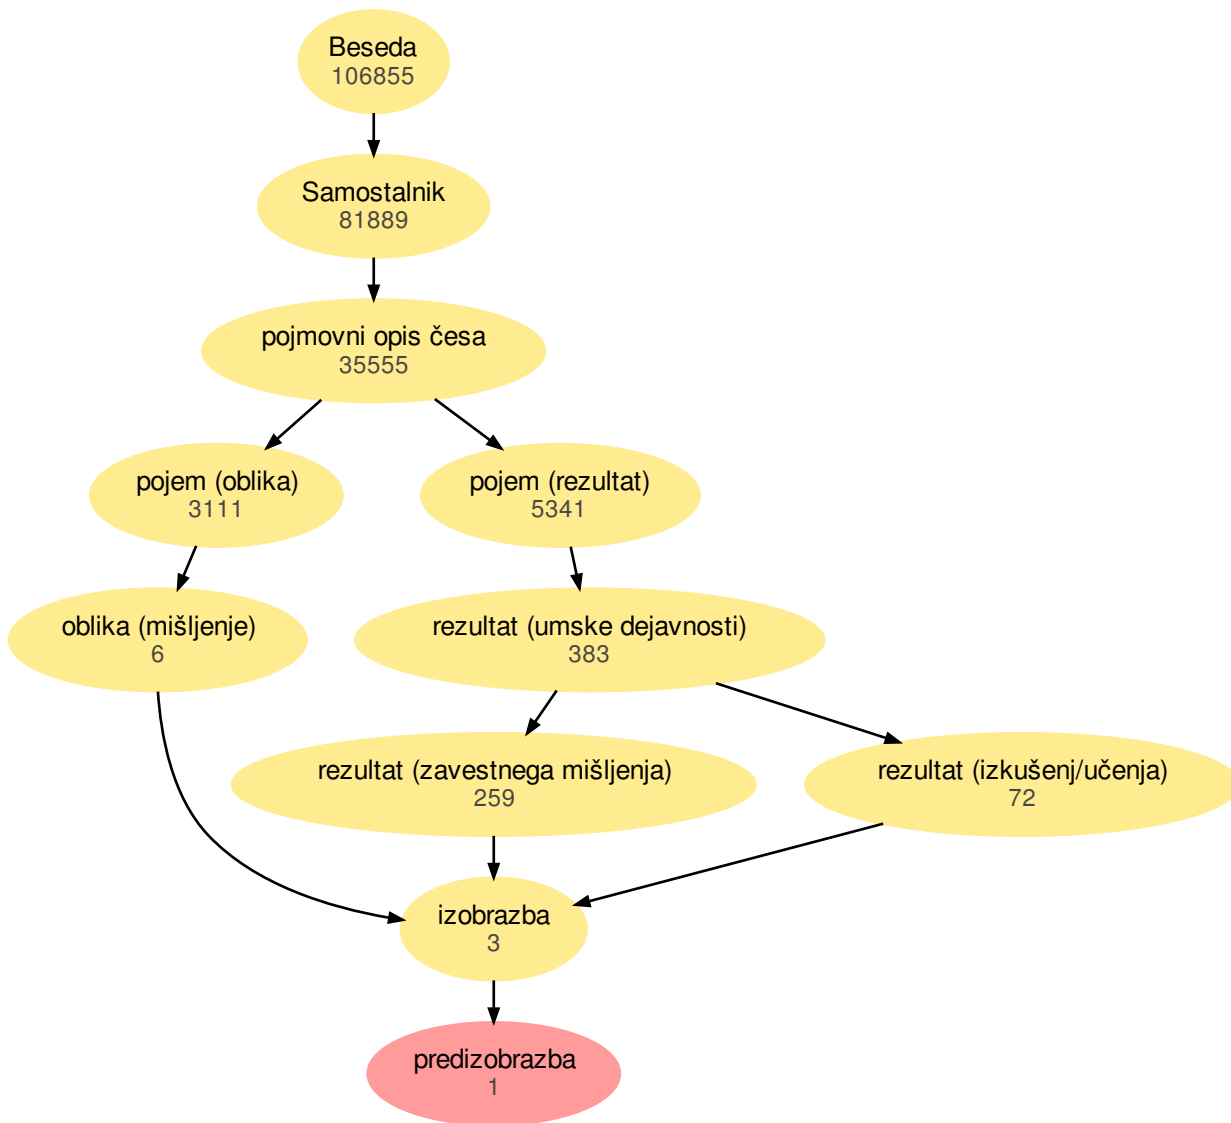 Beseda
106855
Samostalnik
81889
pojmovni opis česa
35555
pojem (oblika)
3111
pojem (rezultat)
5341
oblika (mišljenje)
6
rezultat (umske dejavnosti)
383
rezultat (zavestnega mišljenja)
259
rezultat (izkušenj/učenja)
72
izobrazba
3
predizobrazba
1